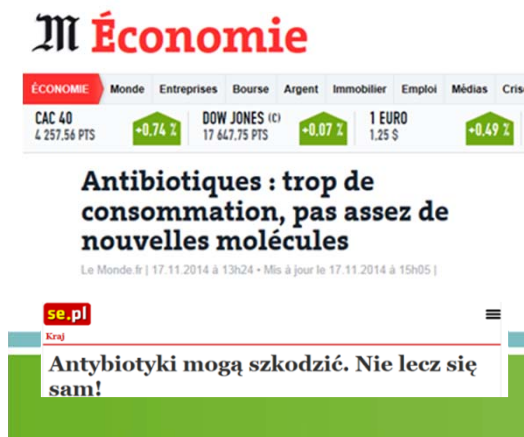 M Économie
ÉCONOMIE Monde Entreprises Bourse Argent Immobilier Emploi Médias Cris
CAC 40 DOW JONES (C) 1 EURO
4 257,56 PTS +0,74 % 17 647,75 PTS +0,07 % 1,25 $ +0,49 %
Antibiotiques : trop de
consommation, pas assez de
nouvelles molécules
Le Monde.fr | 17.11.2014 à 13h24 • Mis à jour le 17.11.2014 à 15h05 |
se.pl
Kraj
Antybiotyki mogą szkodzić. Nie lecz się
sam!